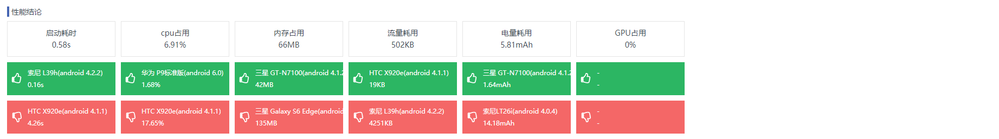 性能结论
启动耗时
0.58s
cpu占用
6.91%
内存占用
66MB
流量耗用
502KB
电量耗用
5.81mAh
GPU占用
0%
索尼 L39h(android 4.2.2)
0.16s
华为 P9标准版(android 6.0)
1.68%
三星 GT-N7100(android 4.1.2
42MB
HTC X920e(android 4.1.1)
19KB
三星 GT-N7100(android 4.1.2
1.64mAh
-
-
HTC X920e(android 4.1.1)
4.26s
HTC X920e(android 4.1.1)
17.65%
三星 Galaxy S6 Edge(android
135MB
索尼 L39h(android 4.2.2)
4251KB
索尼LT26i(android 4.0.4)
14.18mAh
-
-